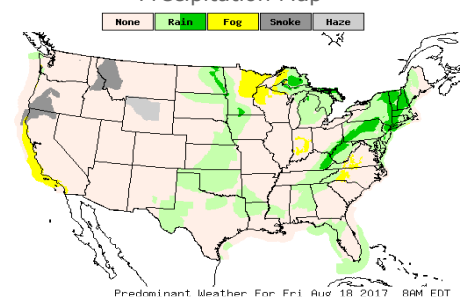 Precipitation Map
None Rain Fog Smoke Haze
Predominant Weather For Fri Aug 18 2017 8AM EDT